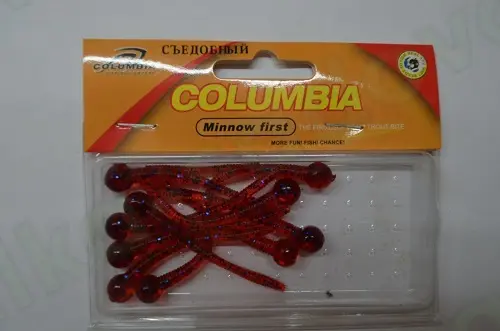 СЪЕДОБНЫЙ
COLUMBIA
COLUMBIA
Minnow first
MORE FUN! FISH! CHANCE!